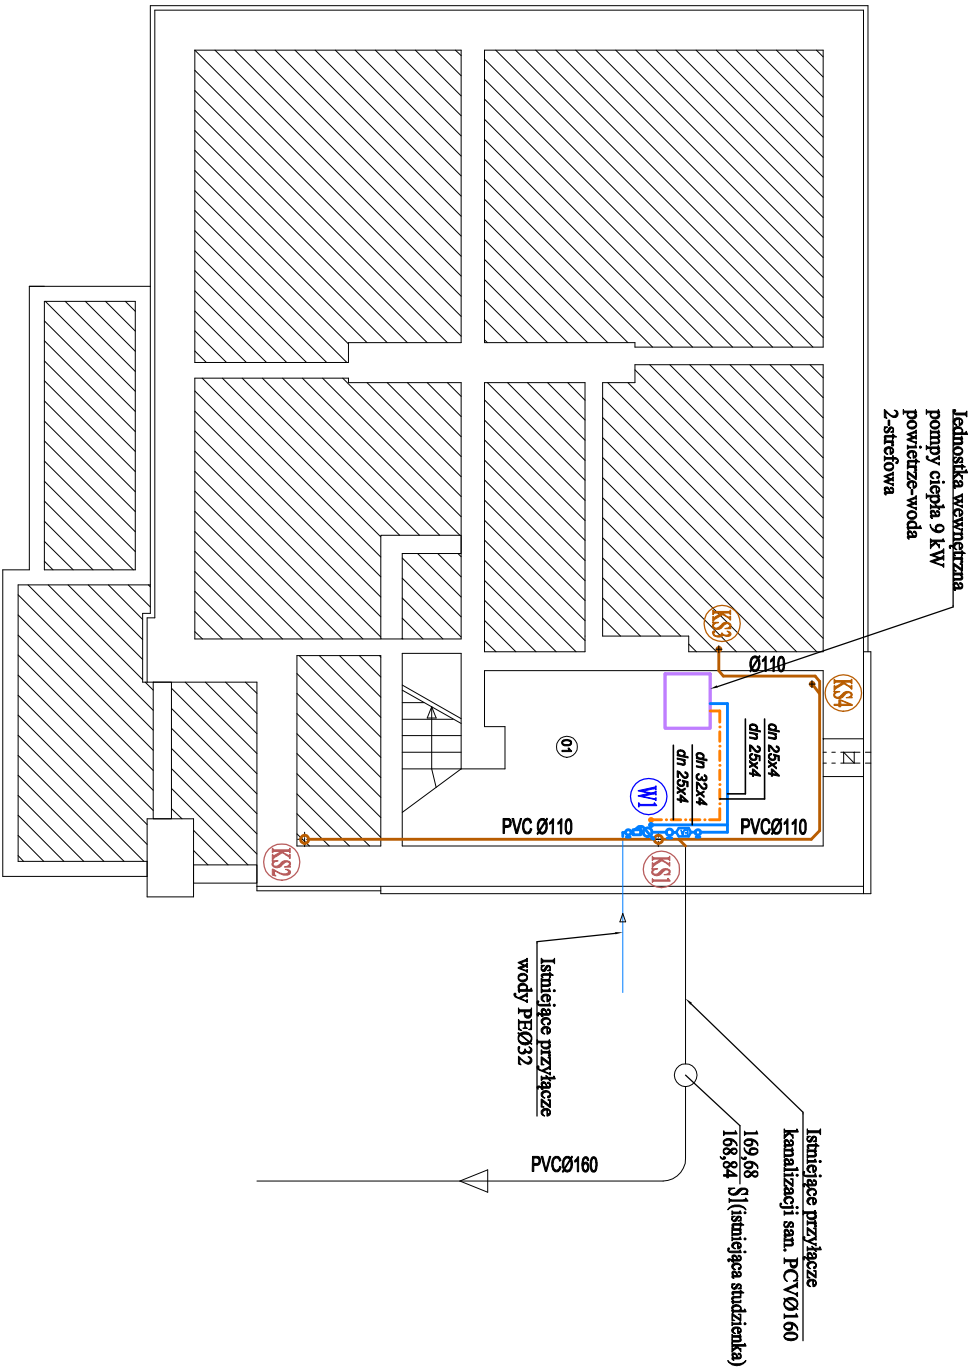 Jednostka wewnętrzna
pompy ciepła 9 kW
powietrze-woda
2-strefowa
KS3
KS4
Ø110
dn 25x4
dn 25x4
dn 32x4
dn 25x4
01
W1
PVC Ø110
PVCØ110
KS2
KS1
Istniejące przyłącze
wody PEØ32
Istniejące przyłącze
kanalizacji san. PCVØ160
169,68
168,84
S1(istniejąca studzienka)
PVCØ160